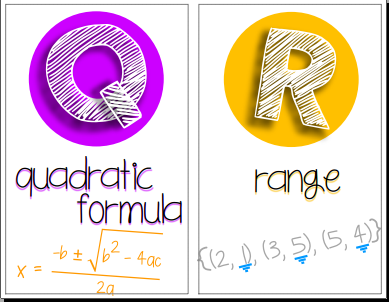 Q
quadratic
formula
x = -b ± √b² - 4ac / 2a
R
range
{(2, 1), (3, 5), (5, 4)}